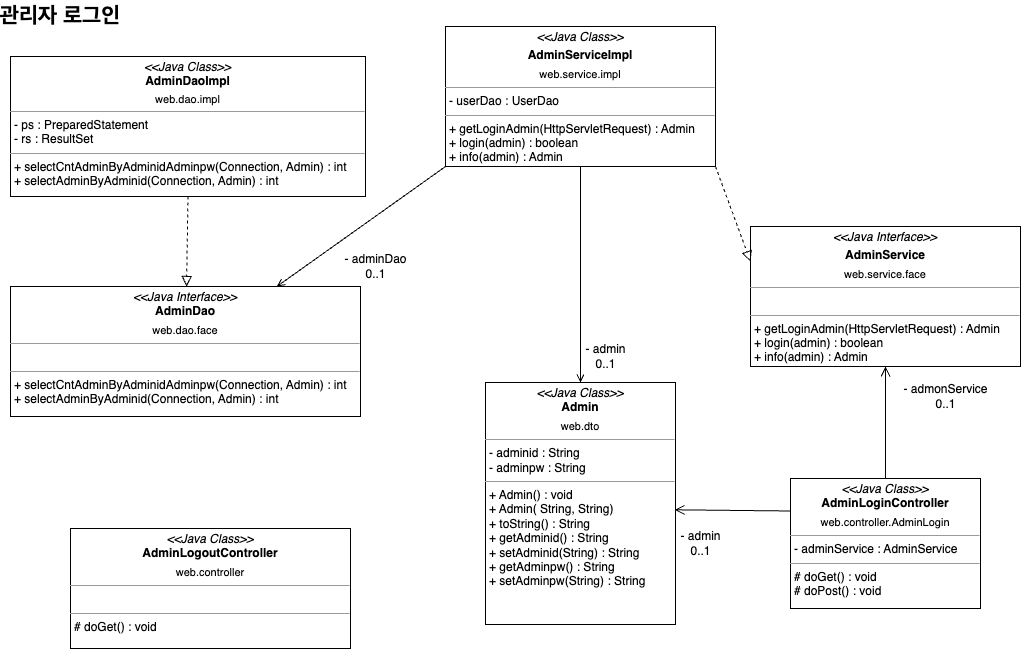 관리자 로그인
<<Java Class>>
AdminDaoImpl
web.dao.impl
- ps : PreparedStatement
- rs : ResultSet
+ selectCntAdminByAdminidAdminpw(Connection, Admin) : int
+ selectAdminByAdminid(Connection, Admin) : int
<<Java Class>>
AdminServiceImpl
web.service.impl
- userDao : UserDao
+ getLoginAdmin(HttpServletRequest) : Admin
+ login(admin) : boolean
+ info(admin) : Admin
- adminDao
0..1
<<Java Interface>>
AdminService
web.service.face
+ getLoginAdmin(HttpServletRequest) : Admin
+ login(admin) : boolean
+ info(admin) : Admin
<<Java Interface>>
AdminDao
web.dao.face
+ selectCntAdminByAdminidAdminpw(Connection, Admin) : int
+ selectAdminByAdminid(Connection, Admin) : int
- admin
0..1
<<Java Class>>
Admin
web.dto
- adminid : String
- adminpw : String
+ Admin() : void
+ Admin( String, String)
+ toString() : String
+ getAdminid() : String
+ setAdminid(String) : String
+ getAdminpw() : String
+ setAdminpw(String) : String
- admonService
0..1
- admin
0..1
<<Java Class>>
AdminLoginController
web.controller.AdminLogin
- adminService : AdminService
# doGet() : void
# doPost() : void
<<Java Class>>
AdminLogoutController
web.controller
# doGet() : void